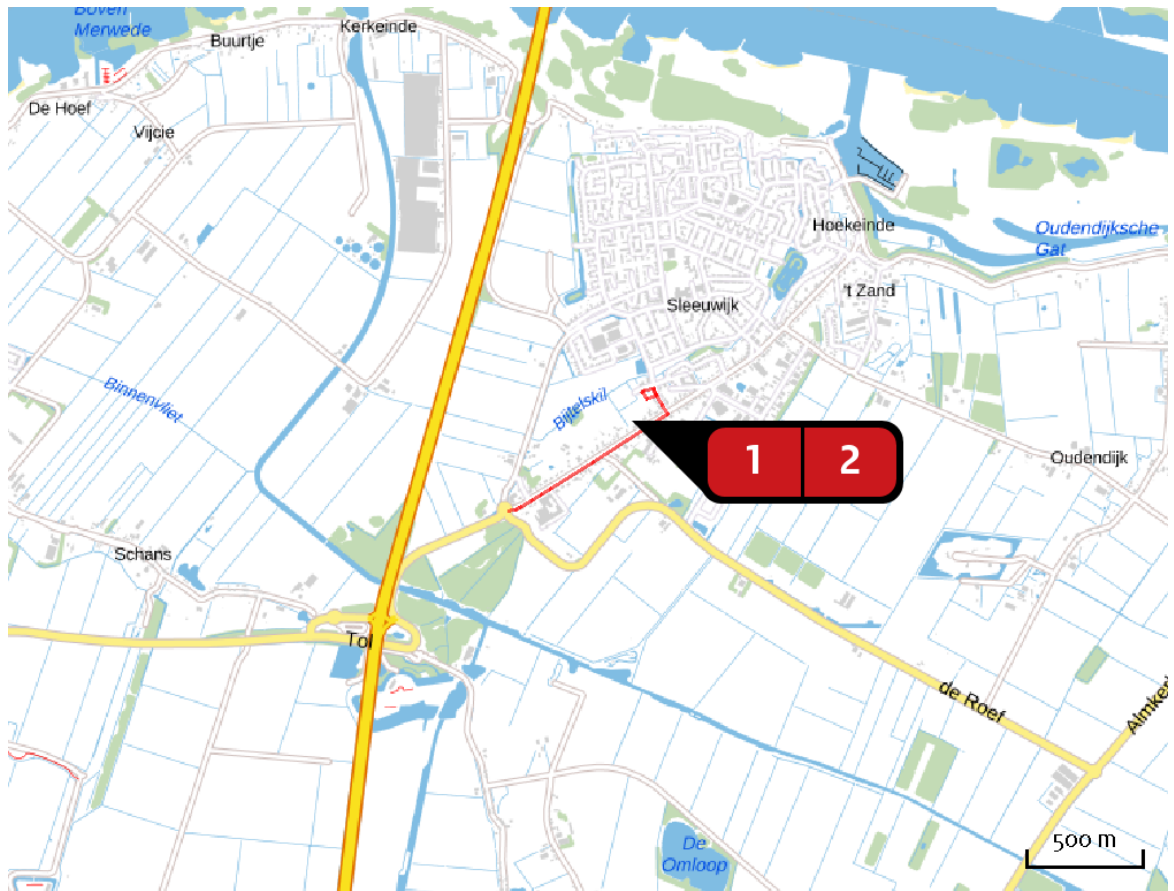 Boven
Merwede
Kerkeinde
Buurtje
De Hoef
Vijcie
Hoekeinde
Oudendijksche
Gat
't Zand
Sleeuwijk
Binnenvliet
Bijtelskil
1 2
Oudendijk
Schans
Tol
de Roef
Almkerk
De
Omloop
500 m